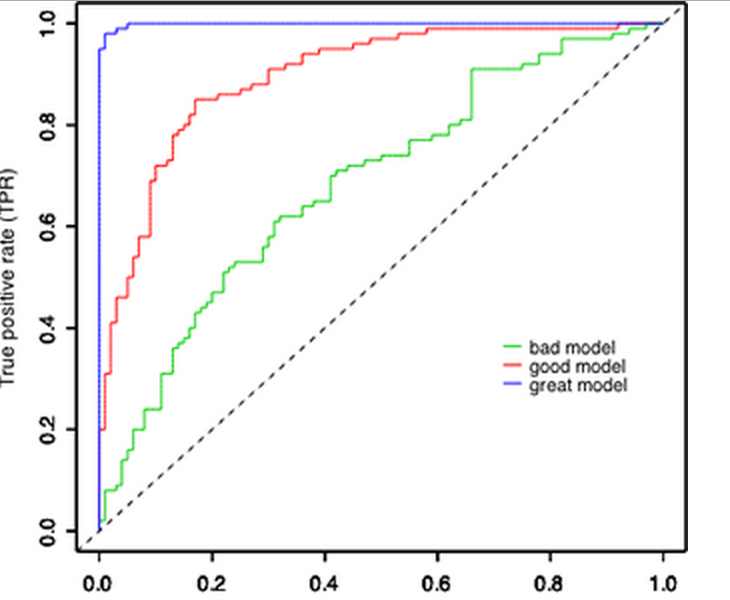 True positive rate (TPR)
1.0
0.8
0.6
0.4
0.2
0.0
bad model
good model
great model
0.0 0.2 0.4 0.6 0.8 1.0